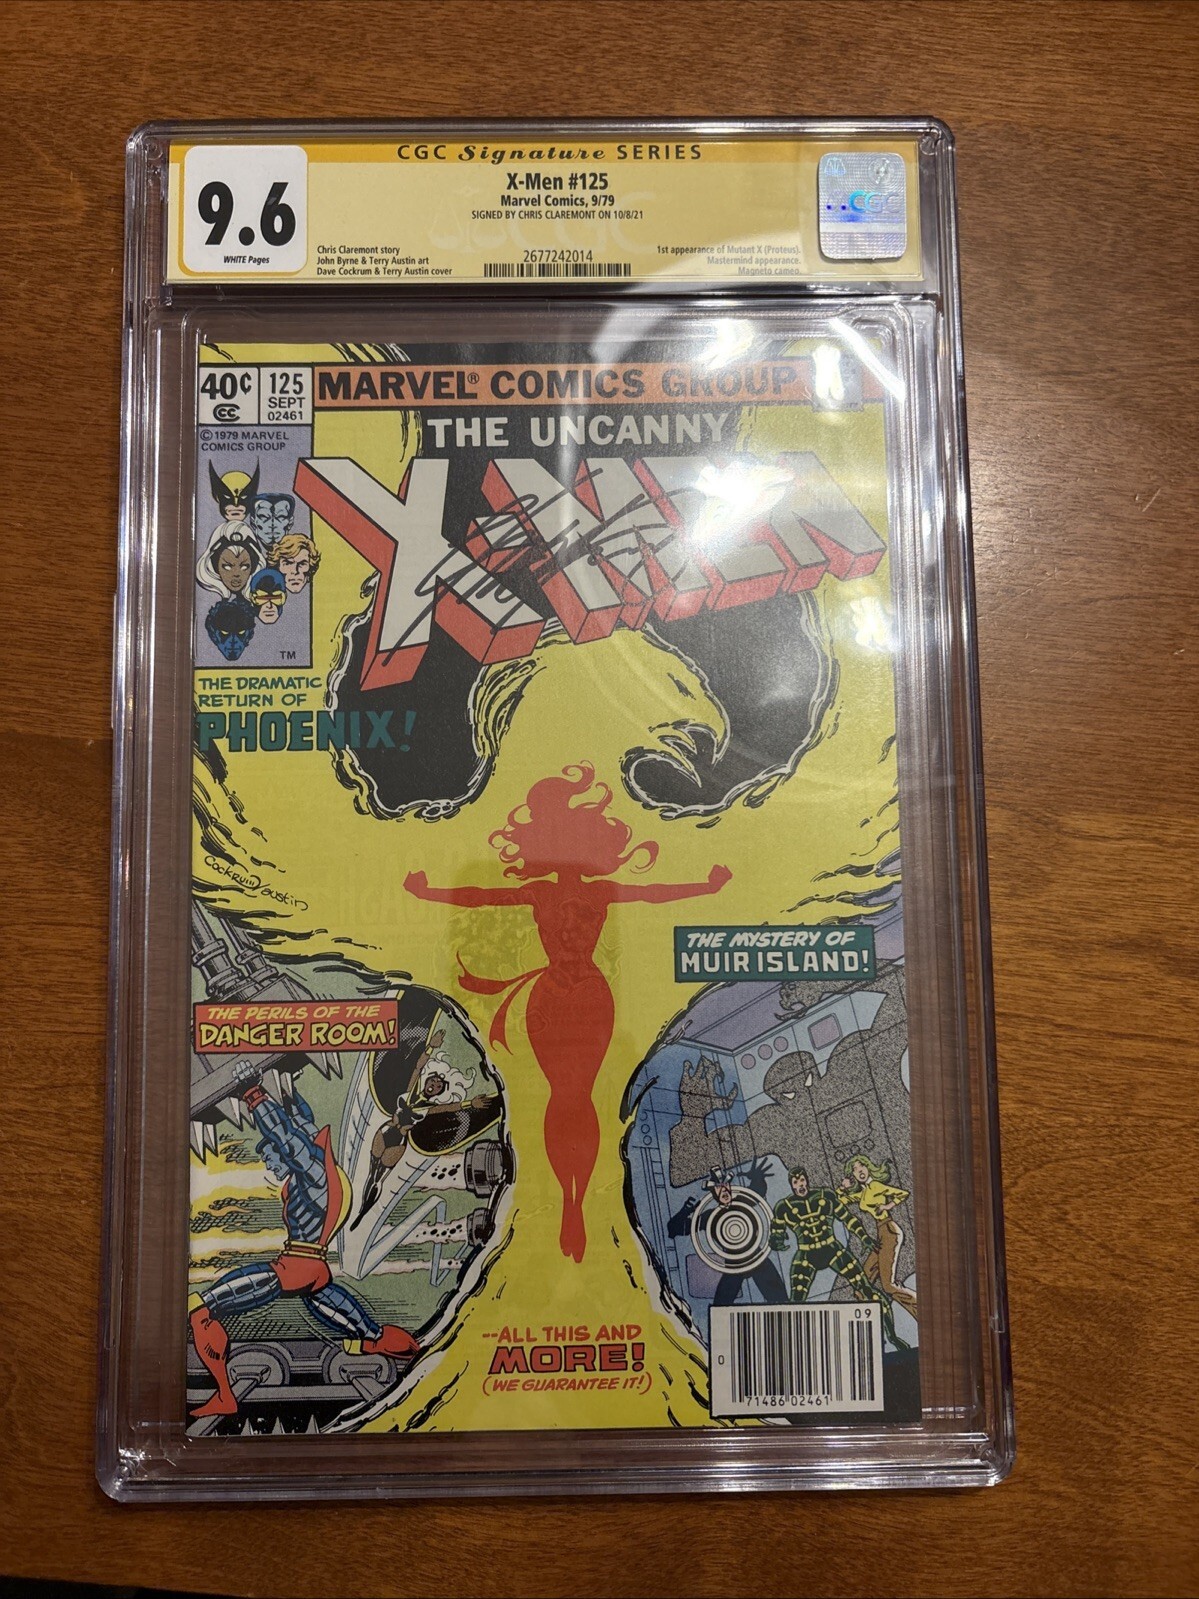 CGC Signature SERIES
9.6
WHITE Pages
X-Men #125
Marvel Comics, 9/79
SIGNED BY CHRIS CLAREMONT ON 10/8/21
Chris Claremont story
John Byrne & Terry Austin art
Dave Cockrum & Terry Austin cover
2677242014
1st appearance of Mutant X (Proteus).
Mastermind appearance.
Magneto cameo.
CGC
40¢
CC
125
SEPT
02461
MARVEL® COMICS GROUP
© 1979 MARVEL
COMICS GROUP
THE UNCANNY
X-MEN
TM
TM
THE DRAMATIC
RETURN OF
PHOENIX!
COCKRUM/AUSTIN
THE MYSTERY OF
MUIR ISLAND!
THE PERILS OF THE
DANGER ROOM!
--ALL THIS AND
MORE!
(WE GUARANTEE IT!)
09
0
71486 02461